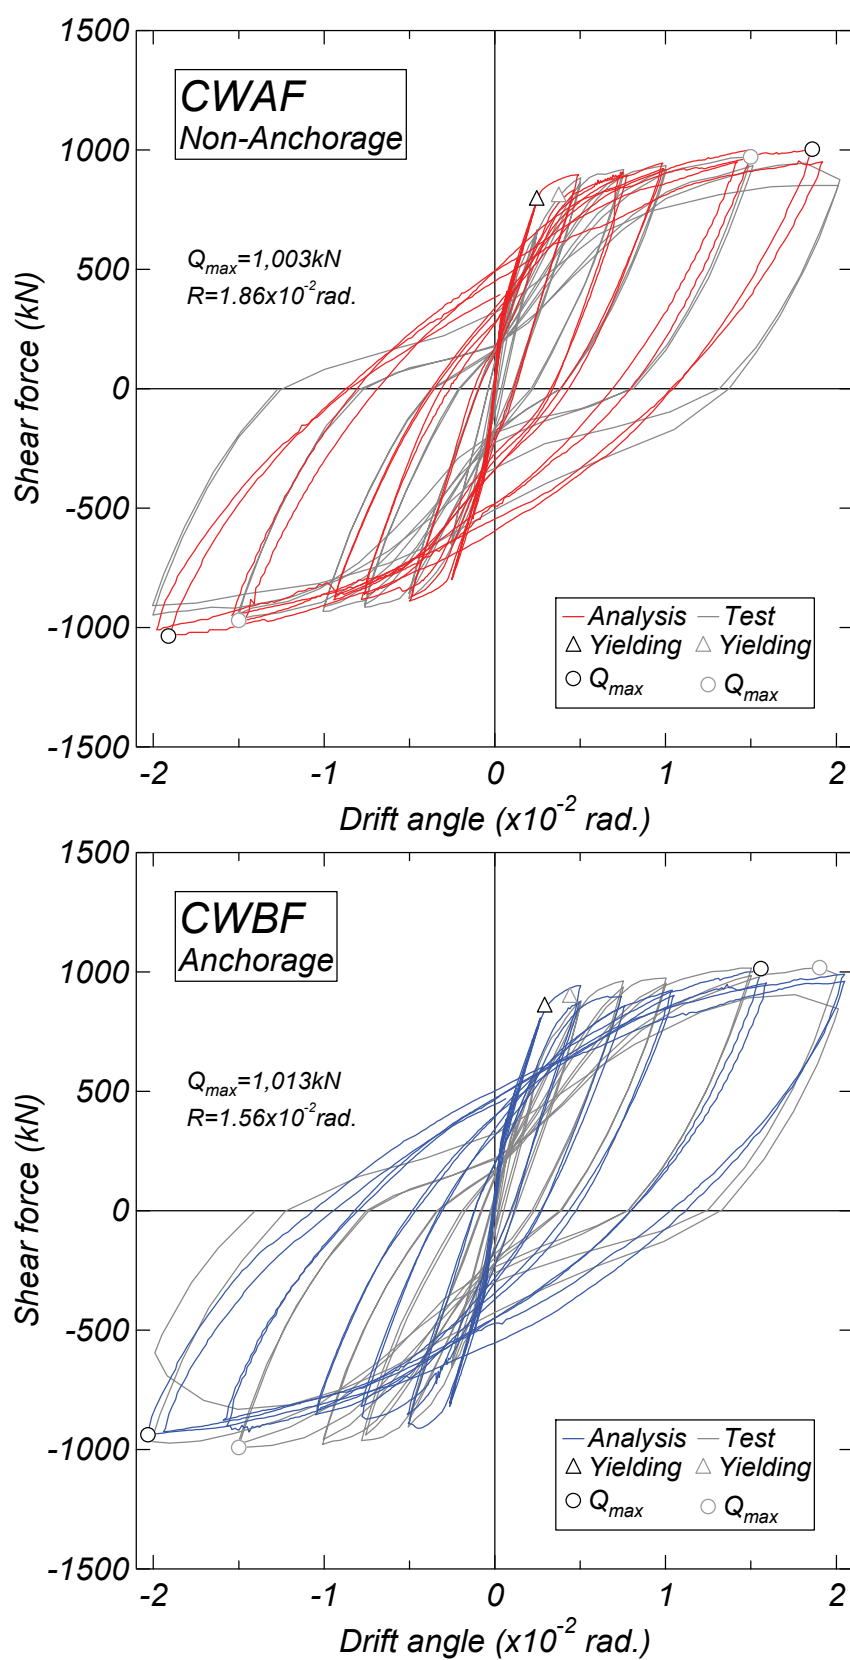 1500
1000
500
0
-500
-1000
-1500
Shear force (kN)
CWAF
Non-Anchorage
Qmax=1,003kN
R=1.86x10-2rad.
Analysis Test
Yielding Yielding
Qmax Qmax
-2 -1 0 1 2
Drift angle (x10-2 rad.)
1500
1000
500
0
-500
-1000
-1500
Shear force (kN)
CWBF
Anchorage
Qmax=1,013kN
R=1.56x10-2rad.
Analysis Test
Yielding Yielding
Qmax Qmax
-2 -1 0 1 2
Drift angle (x10-2 rad.)